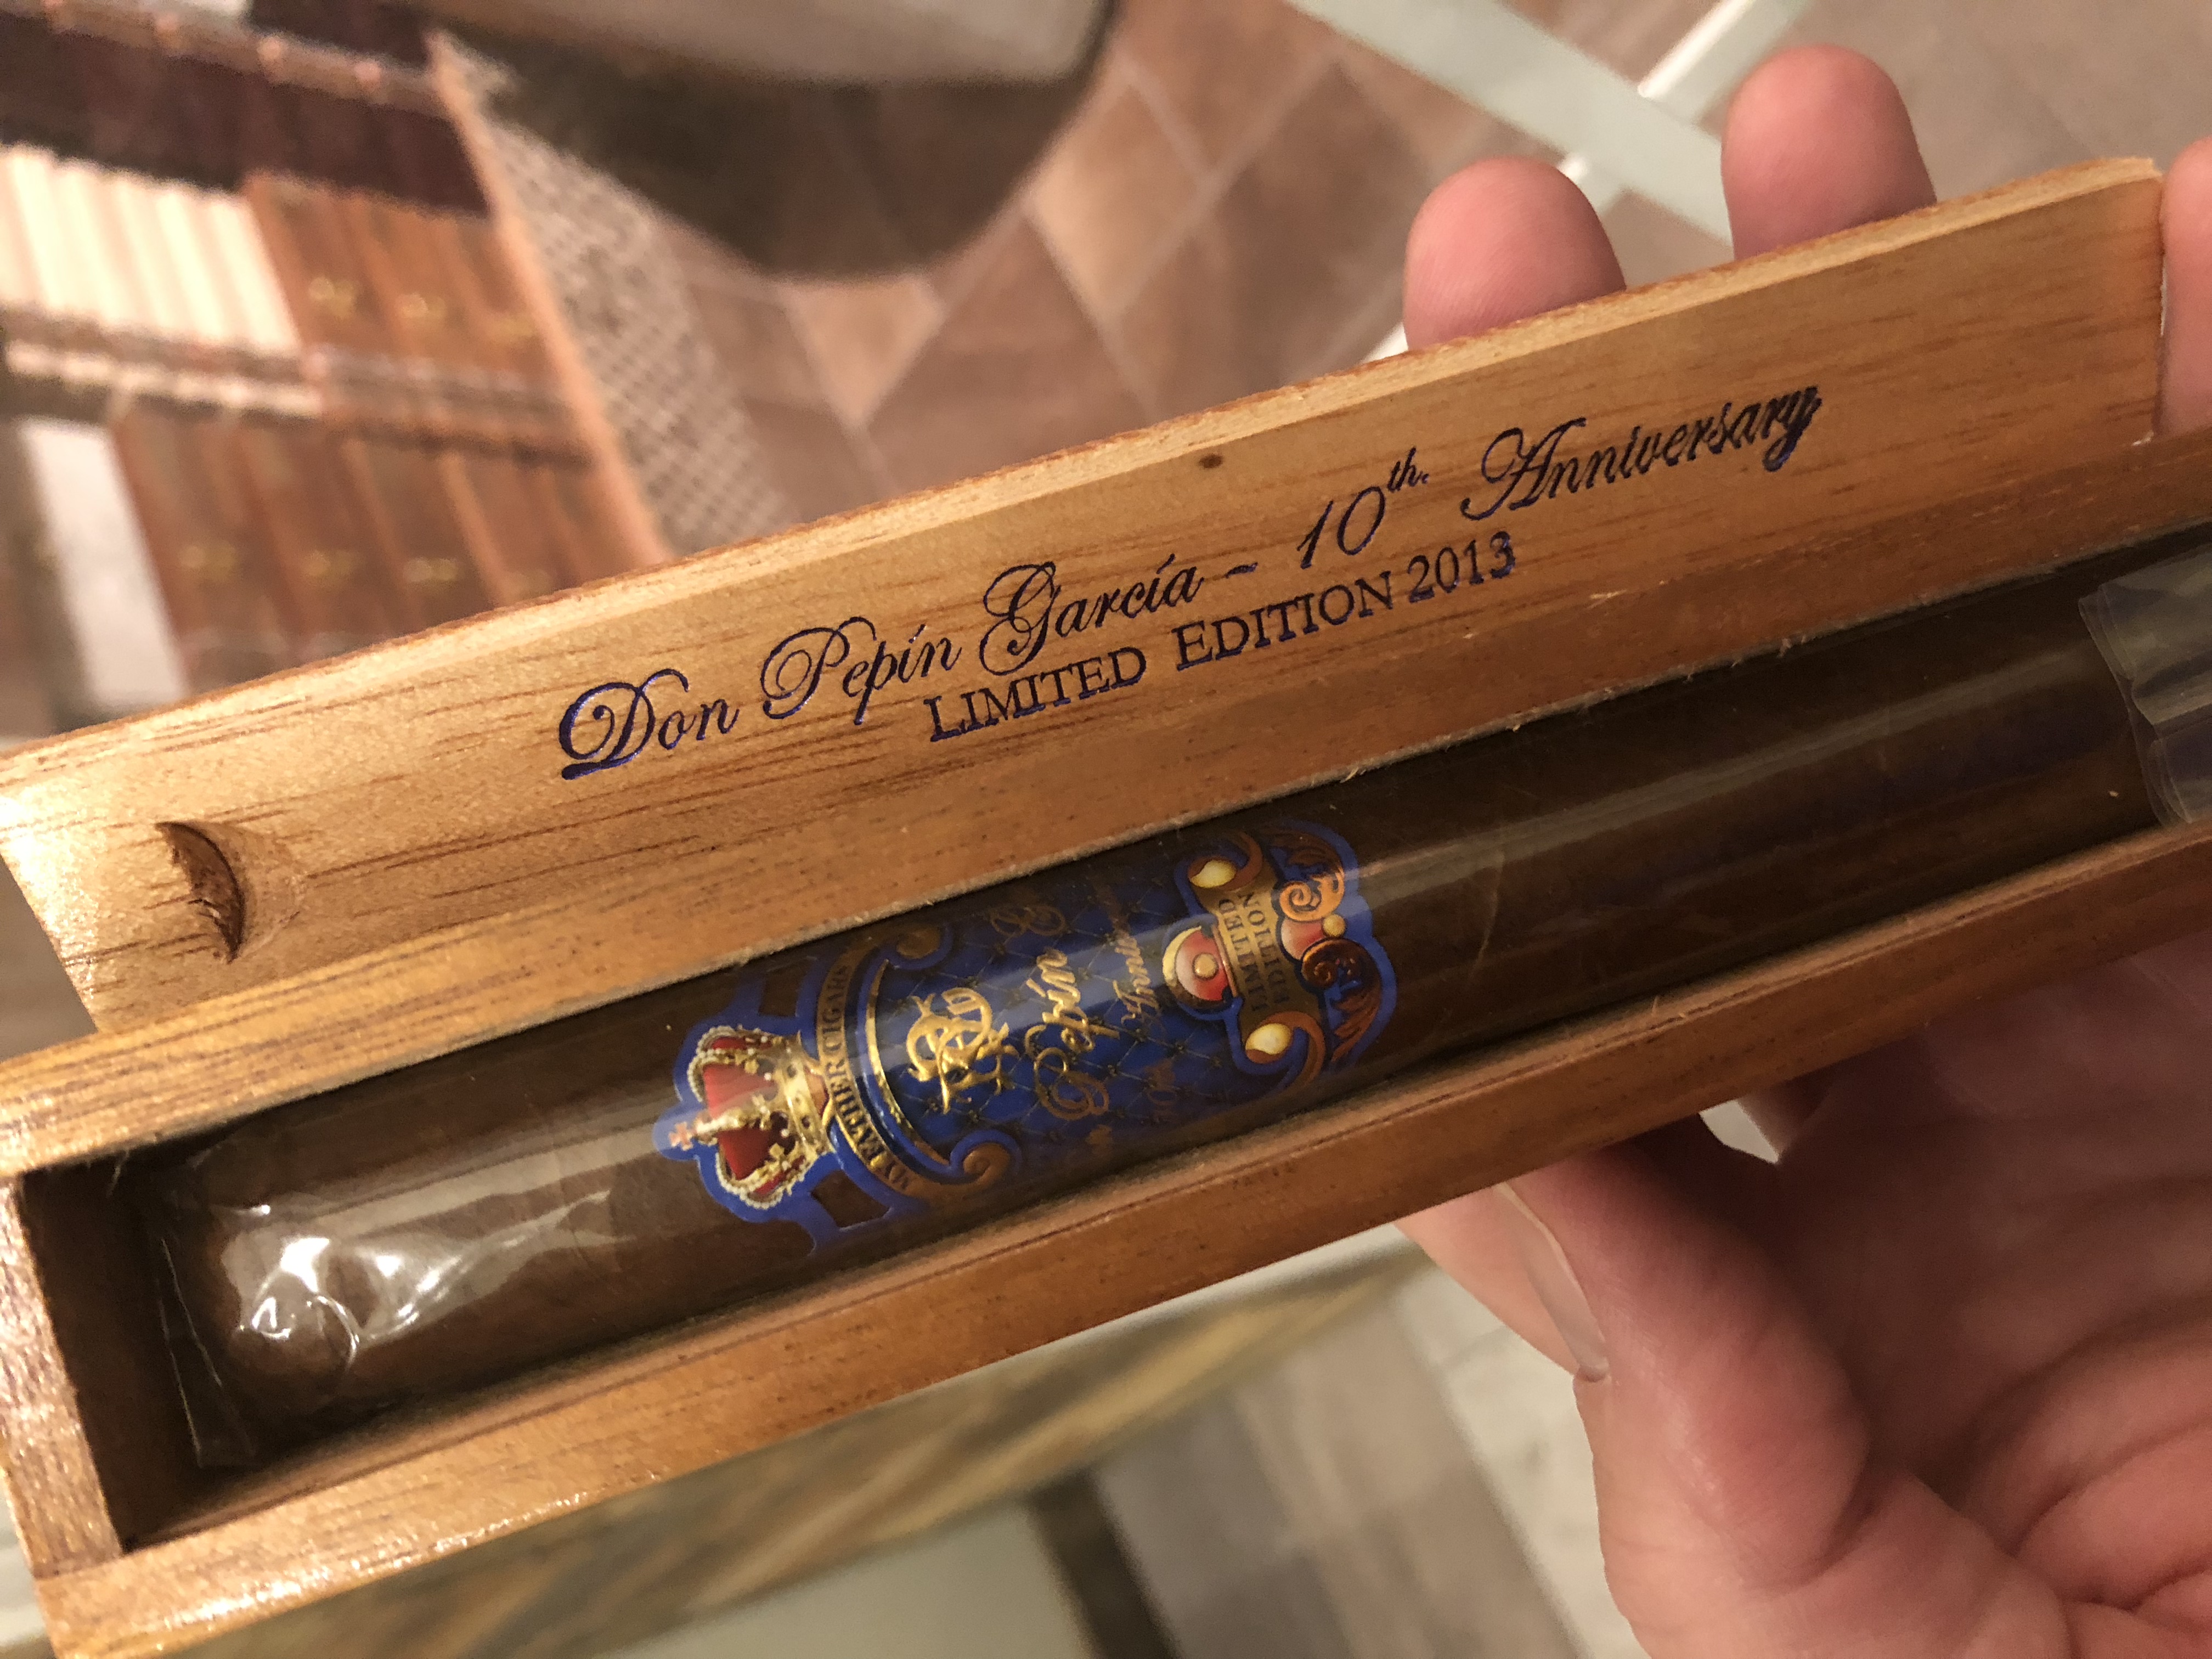 Don Pepín García - 10th. Anniversary
LIMITED EDITION 2013
MY FATHER CIGARS
Pepín
LIMITED
EDITION